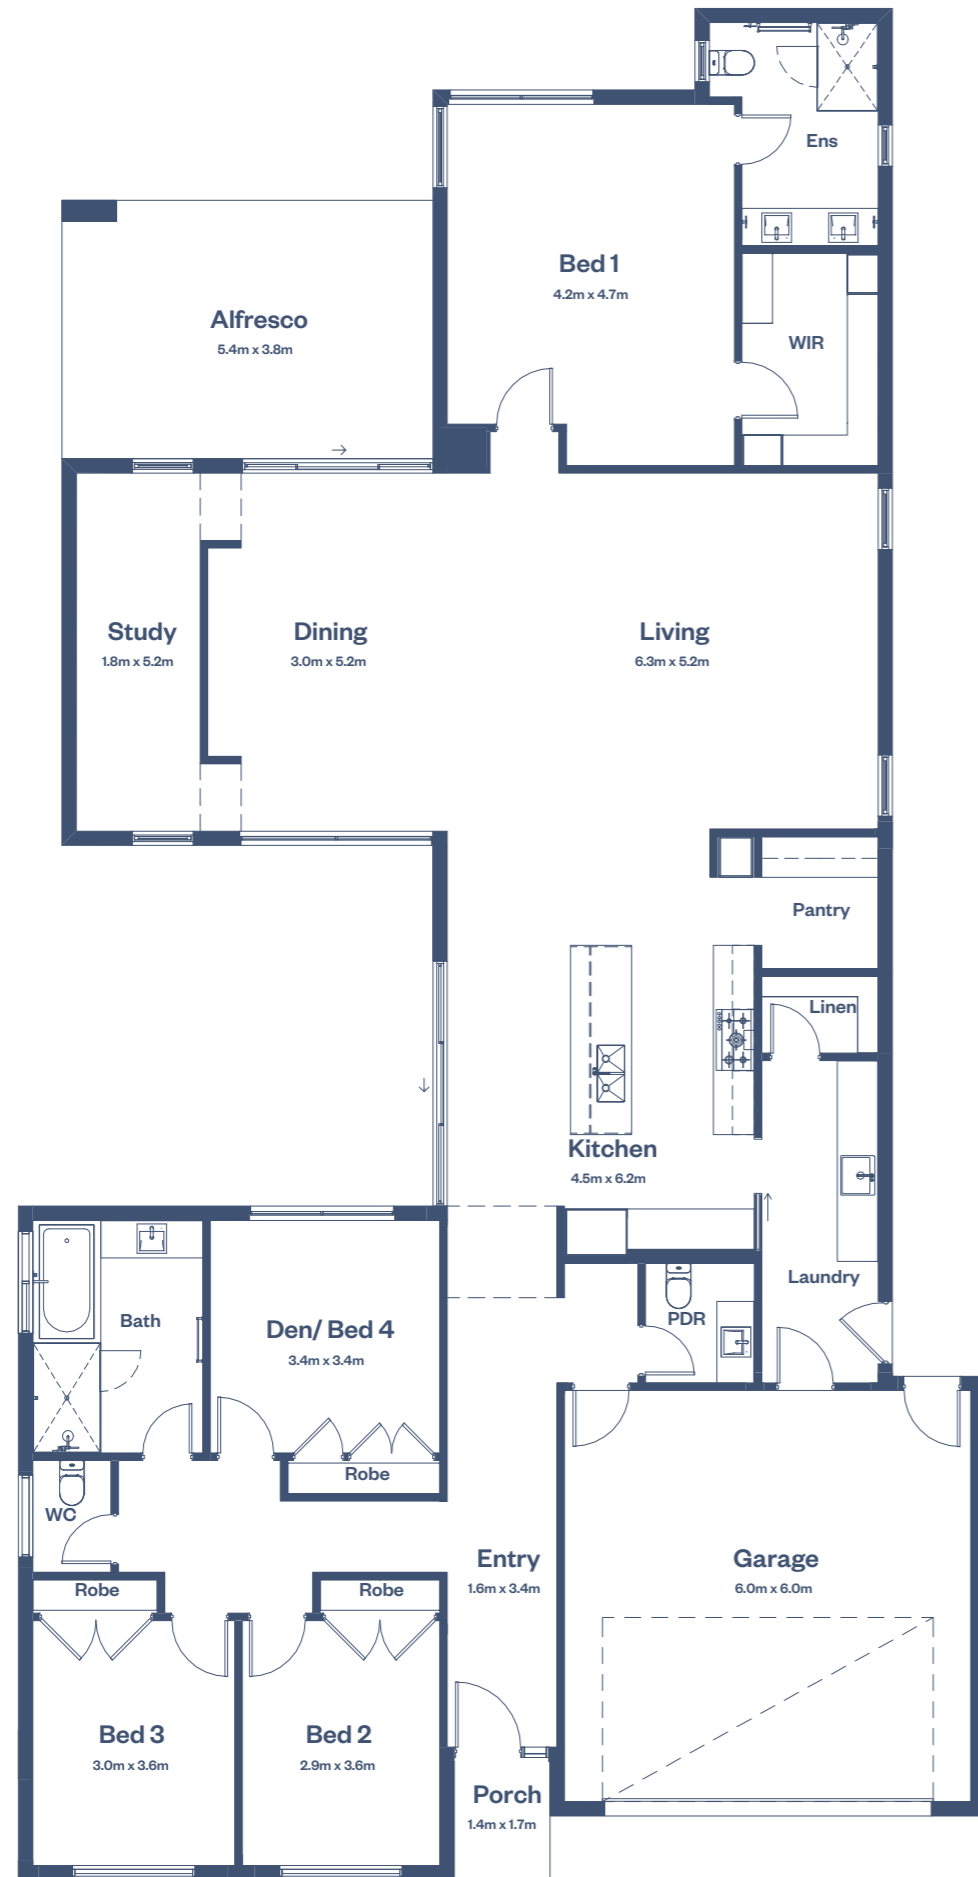 Ens
Bed 1
4.2m x 4.7m
Alfresco
5.4m x 3.8m
WIR
Study
1.8m x 5.2m
Dining
3.0m x 5.2m
Living
6.3m x 5.2m
Pantry
Linen
Kitchen
4.5m x 6.2m
Laundry
Bath
Den/ Bed 4
3.4m x 3.4m
PDR
Robe
WC
Entry
1.6m x 3.4m
Garage
6.0m x 6.0m
Robe
Robe
Bed 3
3.0m x 3.6m
Bed 2
2.9m x 3.6m
Porch
1.4m x 1.7m